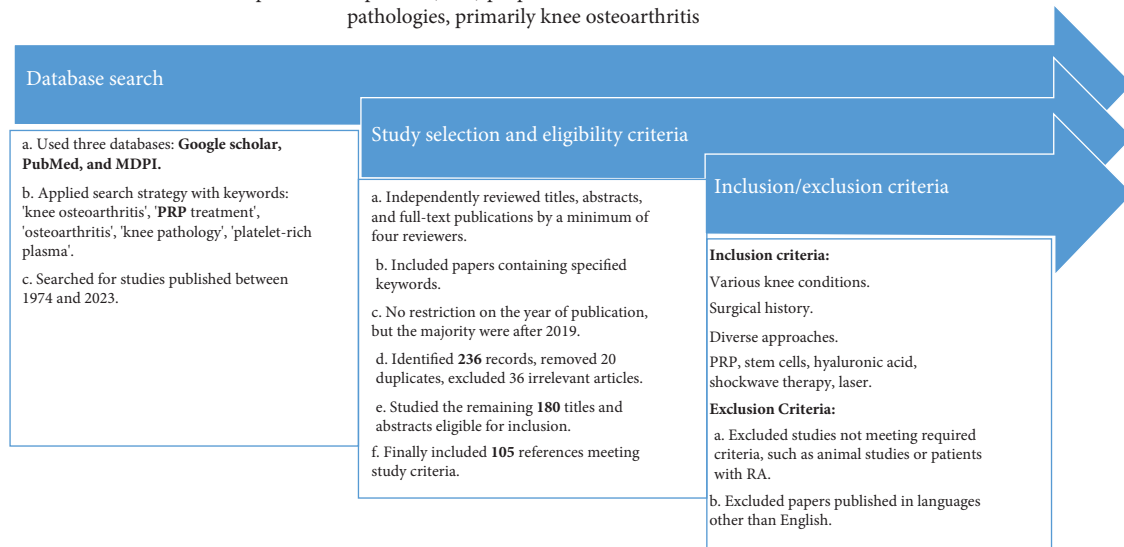 pathologies, primarily knee osteoarthritis
Database search
a. Used three databases: Google scholar,
PubMed, and MDPI.
b. Applied search strategy with keywords:
'knee osteoarthritis', 'PRP treatment',
'osteoarthritis', 'knee pathology', 'platelet-rich
plasma'.
c. Searched for studies published between
1974 and 2023.
Study selection and eligibility criteria
a. Independently reviewed titles, abstracts,
and full-text publications by a minimum of
four reviewers.
b. Included papers containing specified
keywords.
c. No restriction on the year of publication,
but the majority were after 2019.
d. Identified 236 records, removed 20
duplicates, excluded 36 irrelevant articles.
e. Studied the remaining 180 titles and
abstracts eligible for inclusion.
f. Finally included 105 references meeting
study criteria.
Inclusion/exclusion criteria
Inclusion criteria:
Various knee conditions.
Surgical history.
Diverse approaches.
PRP, stem cells, hyaluronic acid,
shockwave therapy, laser.
Exclusion Criteria:
a. Excluded studies not meeting required
criteria, such as animal studies or patients
with RA.
b. Excluded papers published in languages
other than English.